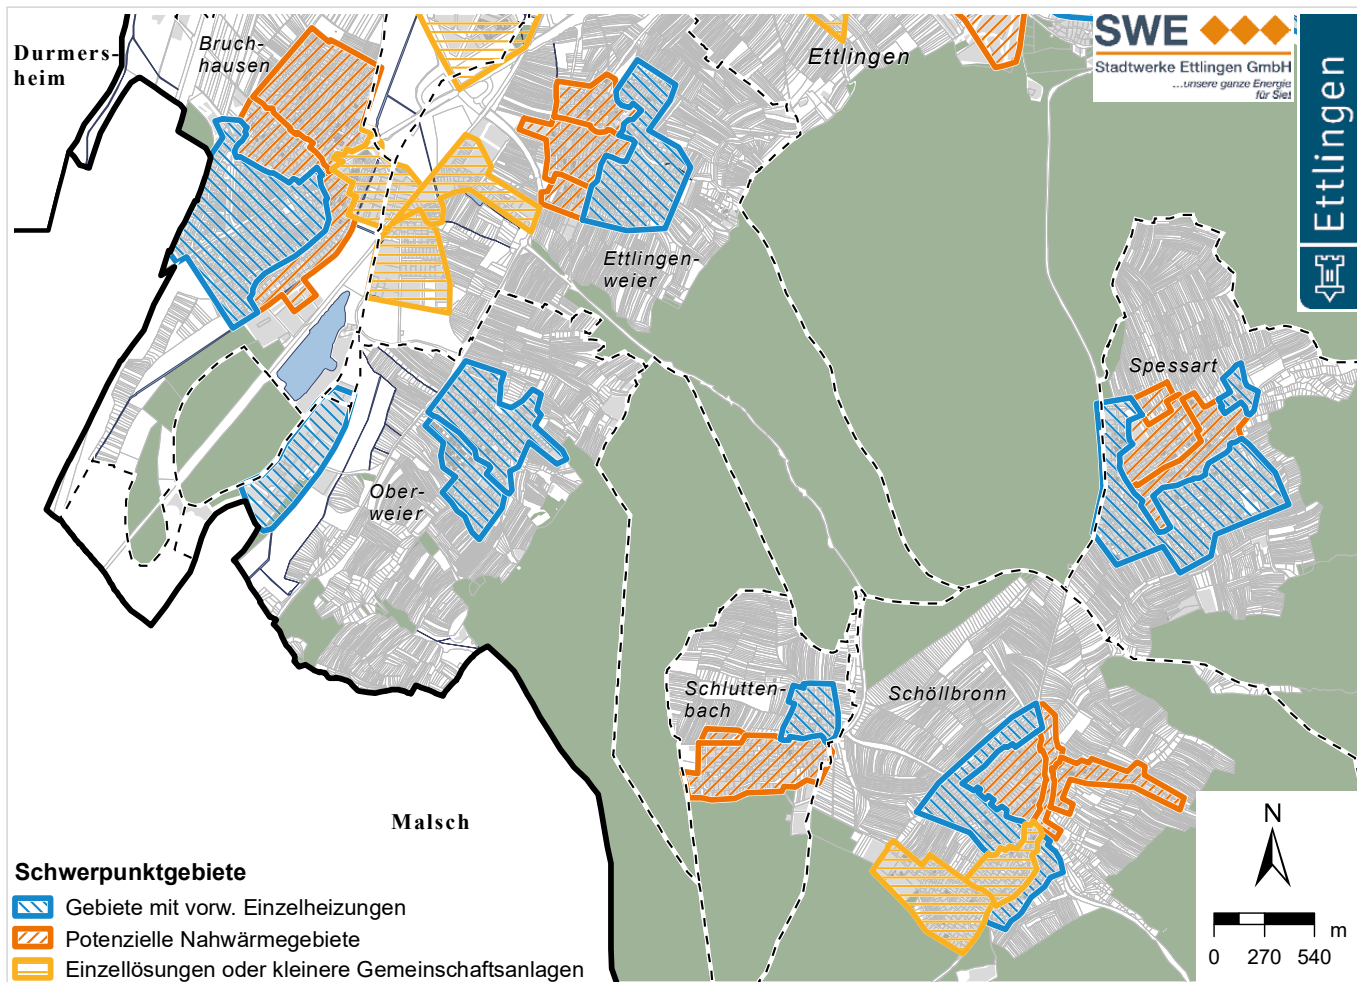 Durmers-
heim
Bruch-
hausen
Ettlingen
SWE
Stadtwerke Ettlingen GmbH
...unsere ganze Energie
für Sie!
Ettlingen
Ettlingen-
weier
Spessart
Ober-
weier
Schlutten-
bach
Schöllbronn
Malsch
N
m
0 270 540
Schwerpunktgebiete
Gebiete mit vorw. Einzelheizungen
Potenzielle Nahwärmegebiete
Einzellösungen oder kleinere Gemeinschaftsanlagen